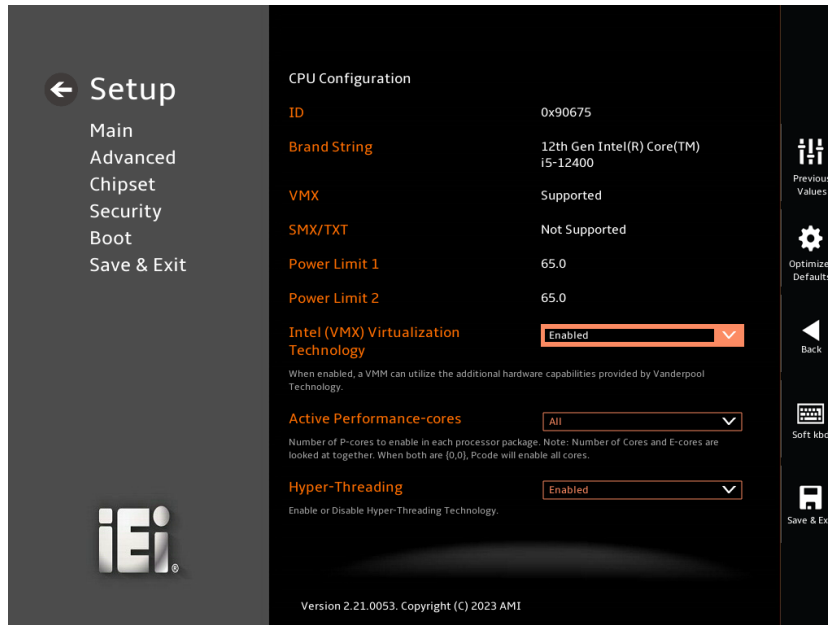 Setup
Main
Advanced
Chipset
Security
Boot
Save & Exit
iEi
®
CPU Configuration
ID 0x90675
Brand String 12th Gen Intel(R) Core(TM)
i5-12400
VMX Supported
SMX/TXT Not Supported
Power Limit 1 65.0
Power Limit 2 65.0
Intel (VMX) Virtualization
Technology
Enabled
When enabled, a VMM can utilize the additional hardware capabilities provided by Vanderpool
Technology.
Active Performance-cores All
Number of P-cores to enable in each processor package. Note: Number of Cores and E-cores are
looked at together. When both are {0,0}, Pcode will enable all cores.
Hyper-Threading Enabled
Enable or Disable Hyper-Threading Technology.
Version 2.21.0053. Copyright (C) 2023 AMI
Previous
Values
Optimize
Defaults
Back
Soft kbd
Save & Ex